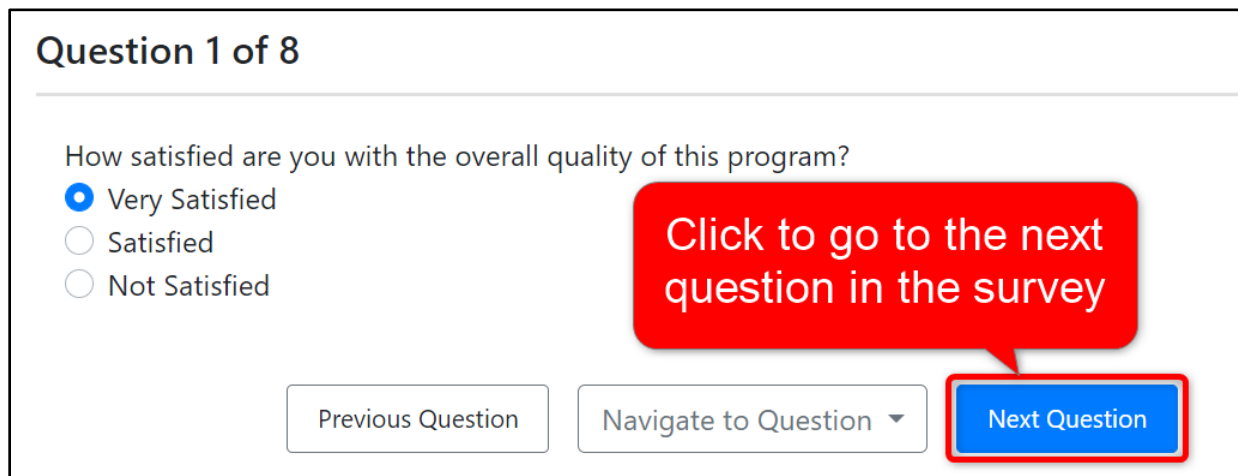 Question 1 of 8
How satisfied are you with the overall quality of this program?
Very Satisfied
Satisfied
Not Satisfied
Click to go to the next
question in the survey
Previous Question
Navigate to Question
Next Question